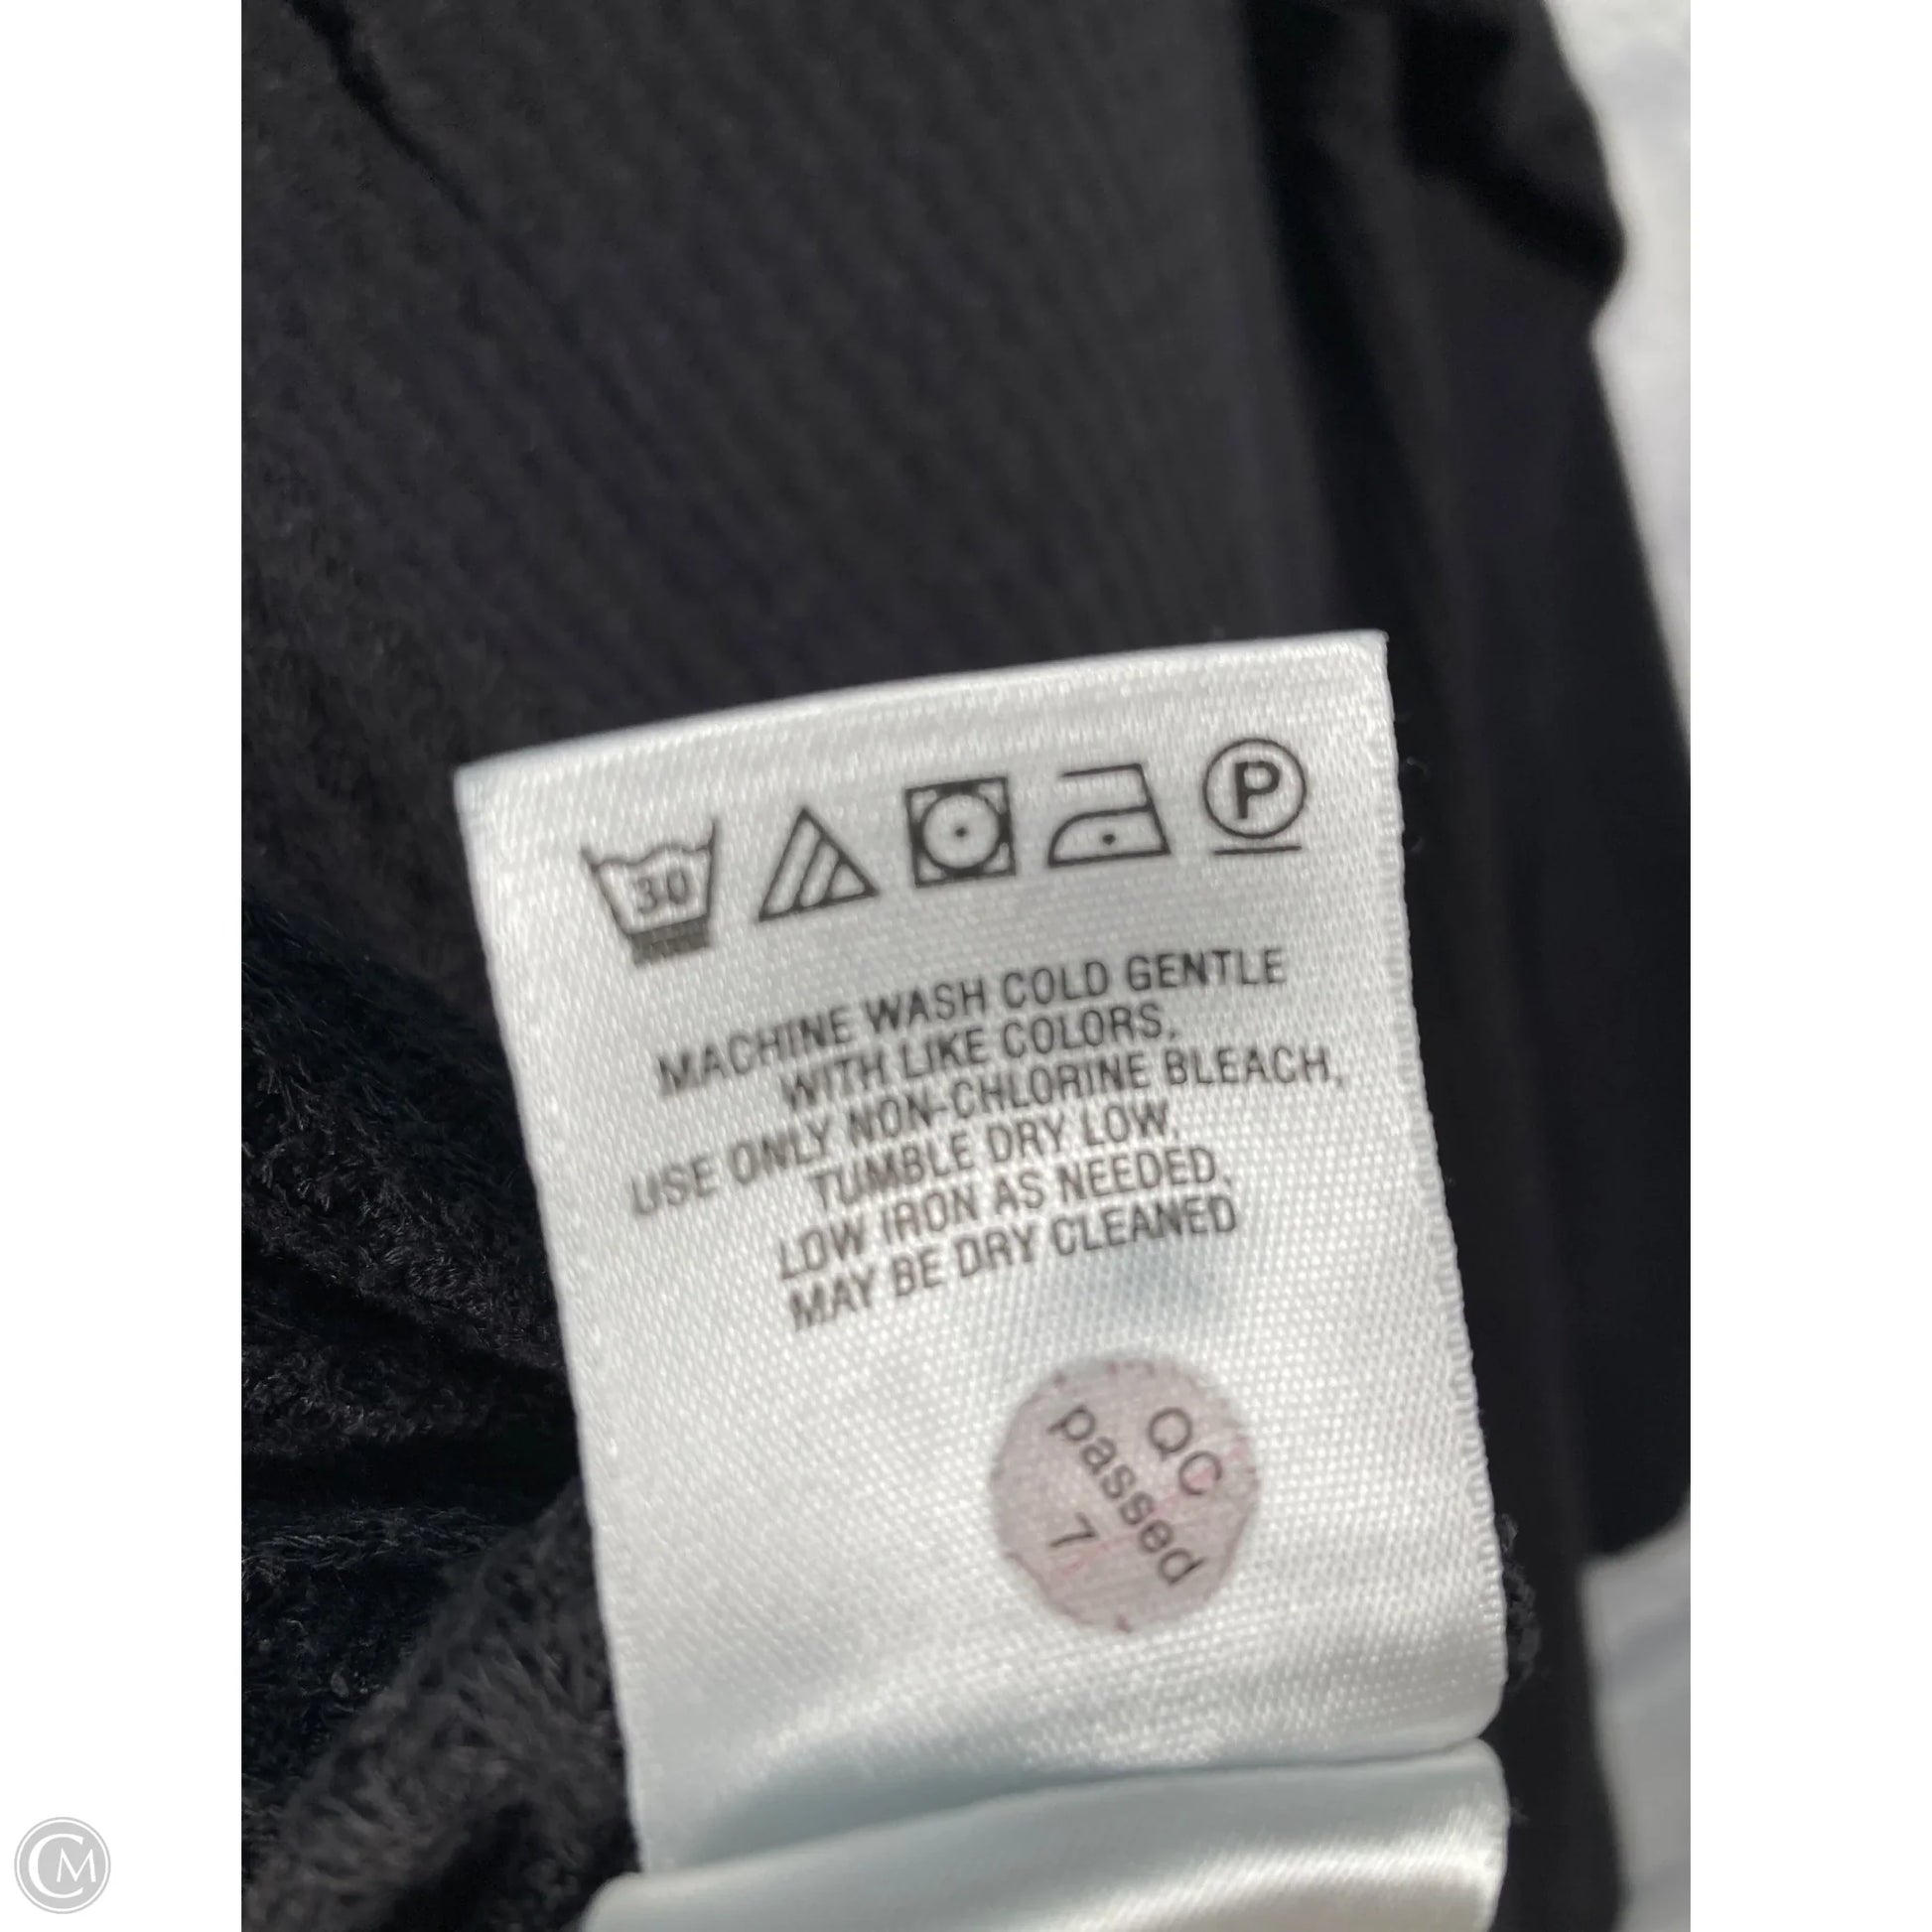 30
P
MACHINE WASH COLD GENTLE
WITH LIKE COLORS.
USE ONLY NON-CHLORINE BLEACH,
TUMBLE DRY LOW,
LOW IRON AS NEEDED,
MAY BE DRY CLEANED
QC
passed
7
CM